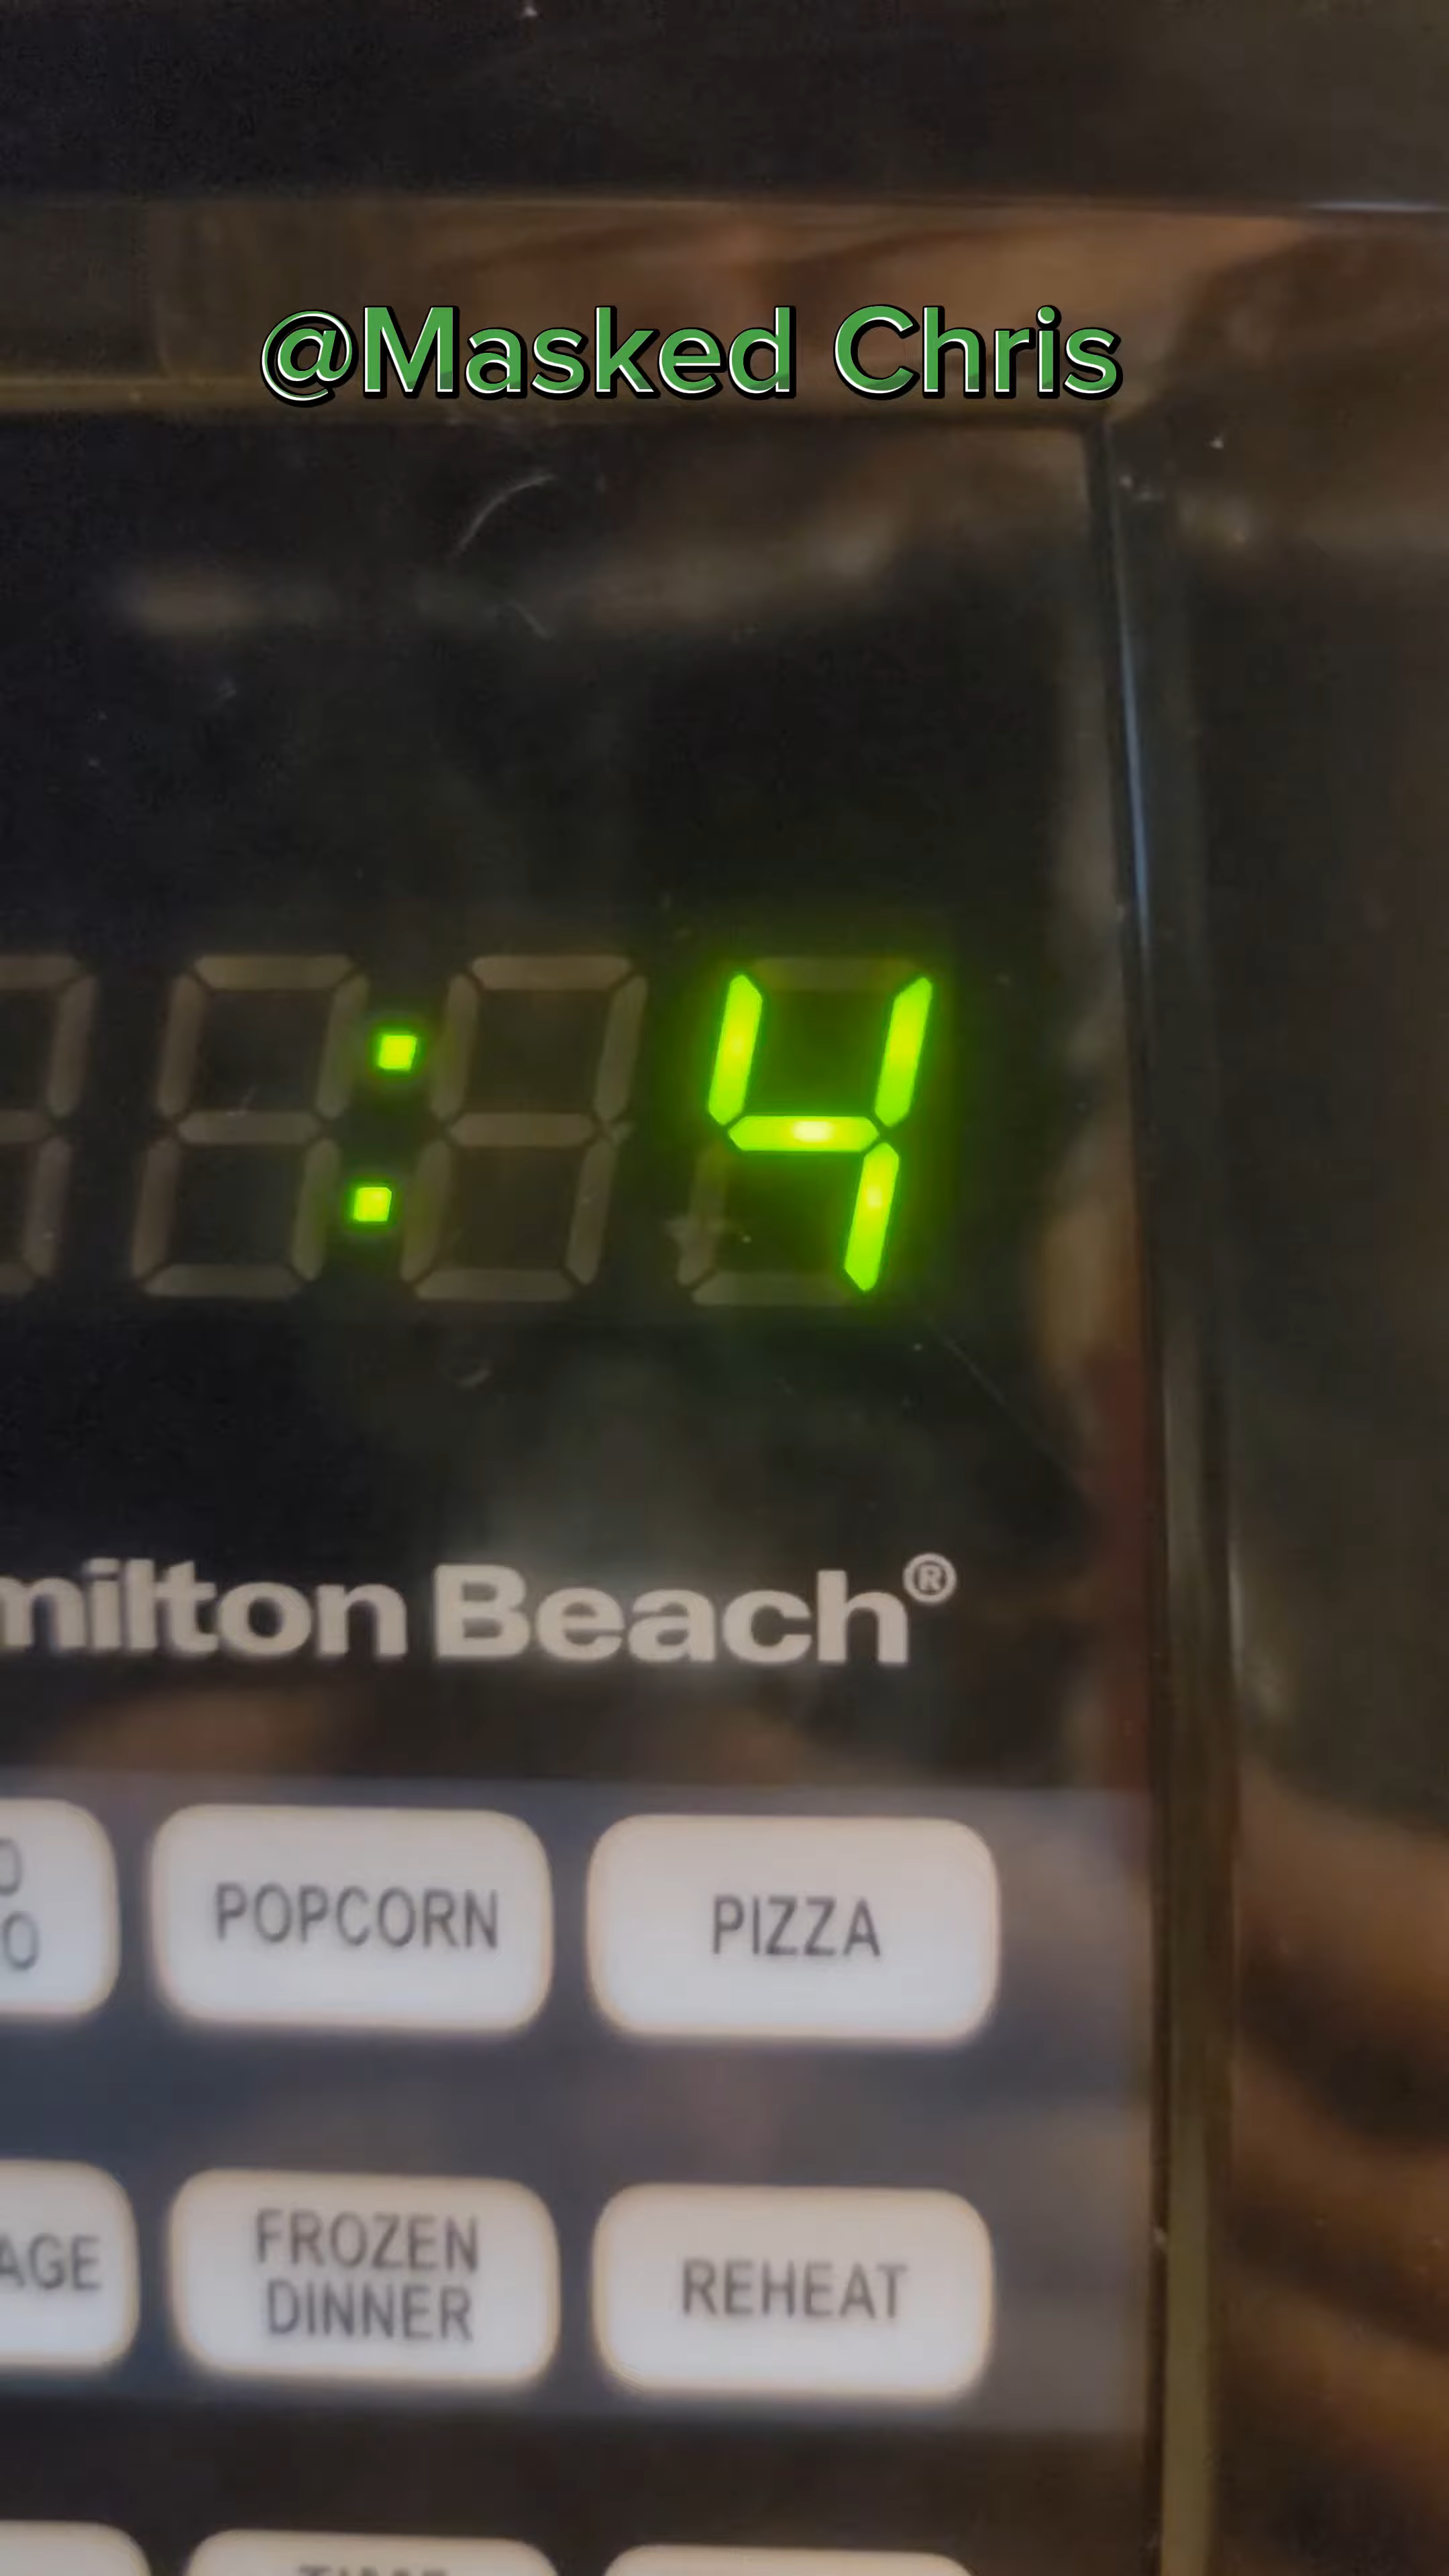 @Masked Chris
:4
milton Beach®
POPCORN
PIZZA
AGE
FROZEN
DINNER
REHEAT